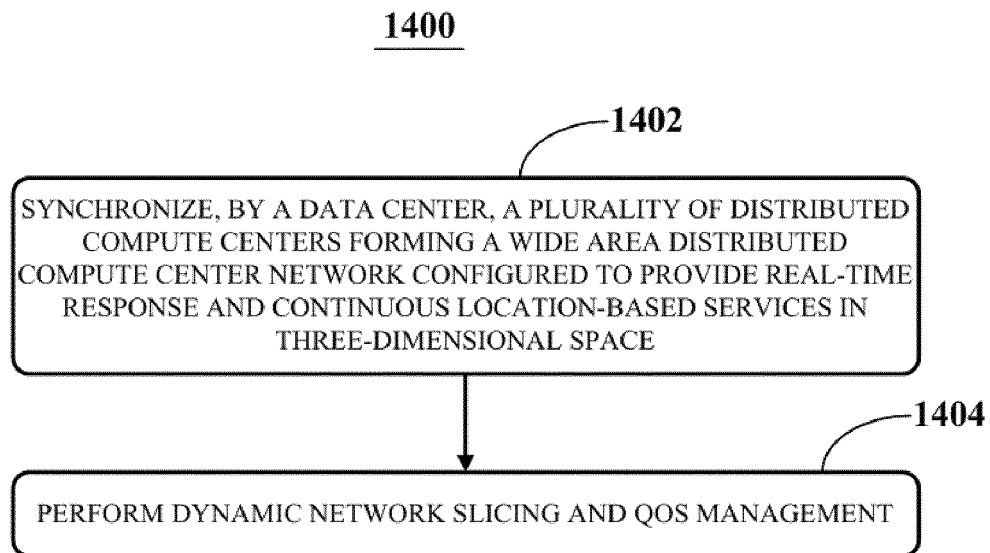 1400
1402
SYNCHRONIZE, BY A DATA CENTER, A PLURALITY OF DISTRIBUTED
COMPUTE CENTERS FORMING A WIDE AREA DISTRIBUTED
COMPUTE CENTER NETWORK CONFIGURED TO PROVIDE REAL-TIME
RESPONSE AND CONTINUOUS LOCATION-BASED SERVICES IN
THREE-DIMENSIONAL SPACE
1404
PERFORM DYNAMIC NETWORK SLICING AND QOS MANAGEMENT